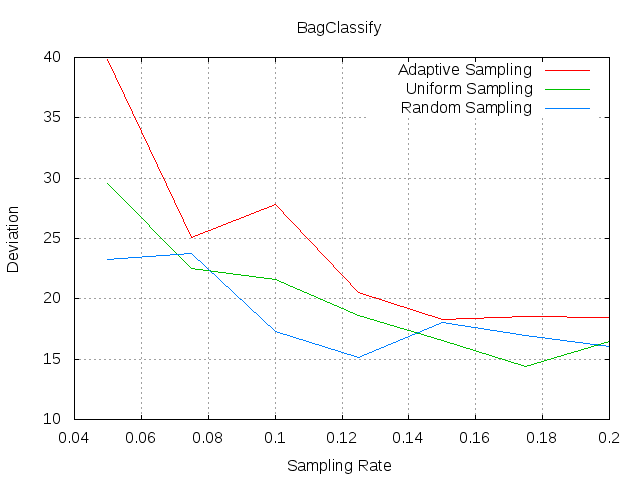 BagClassify
Adaptive Sampling
Uniform Sampling
Random Sampling
40
35
30
25
20
15
10
Deviation
0.04 0.06 0.08 0.1 0.12 0.14 0.16 0.18 0.2
Sampling Rate